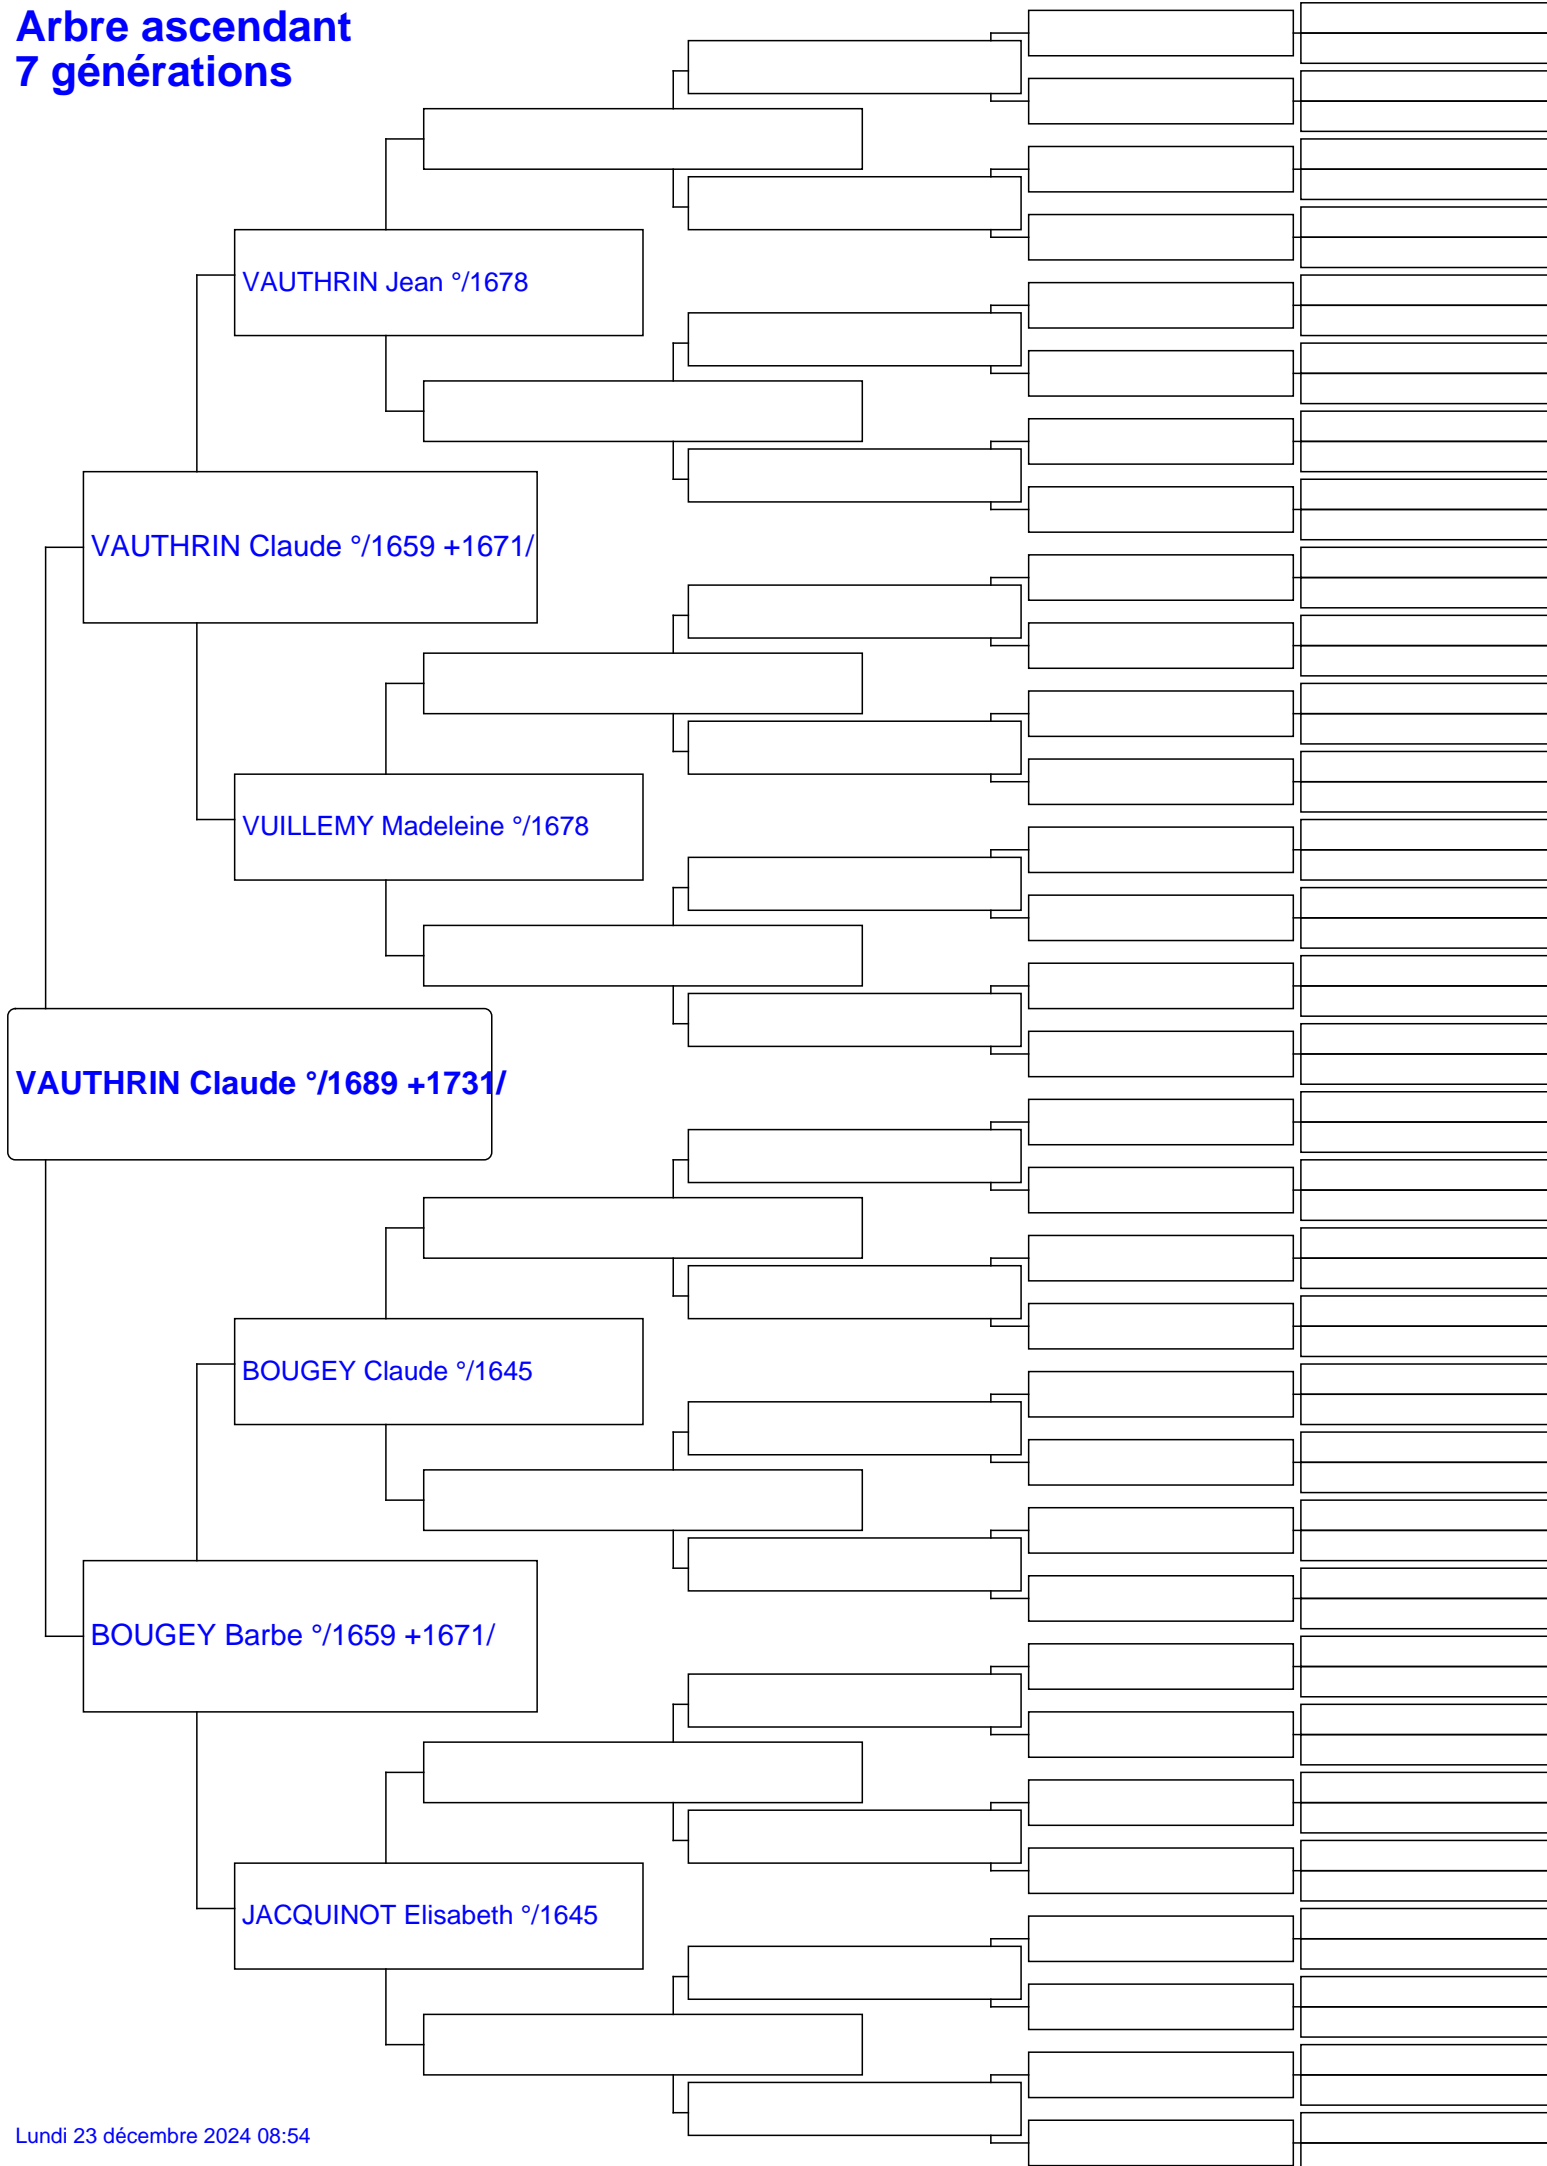 Arbre ascendant
7 générations
VAUTHRIN Jean °/1678
VAUTHRIN Claude °/1659 +1671/
VUILLEMY Madeleine °/1678
VAUTHRIN Claude °/1689 +1731/
BOUGEY Claude °/1645
BOUGEY Barbe °/1659 +1671/
JACQUINOT Elisabeth °/1645
Lundi 23 décembre 2024 08:54